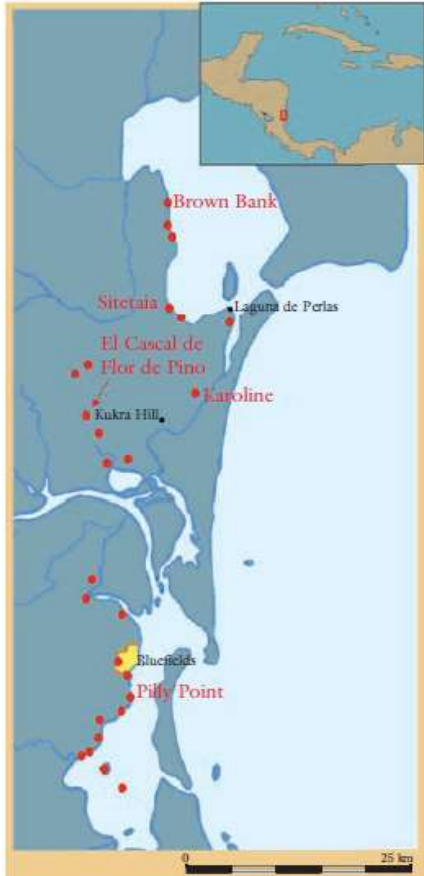 Brown Bank
Sitetaia
Laguna de Perlas
El Cascal de
Flor de Pino
Karoline
Kukra Hill
Bluefields
Pilly Point
0
25 km